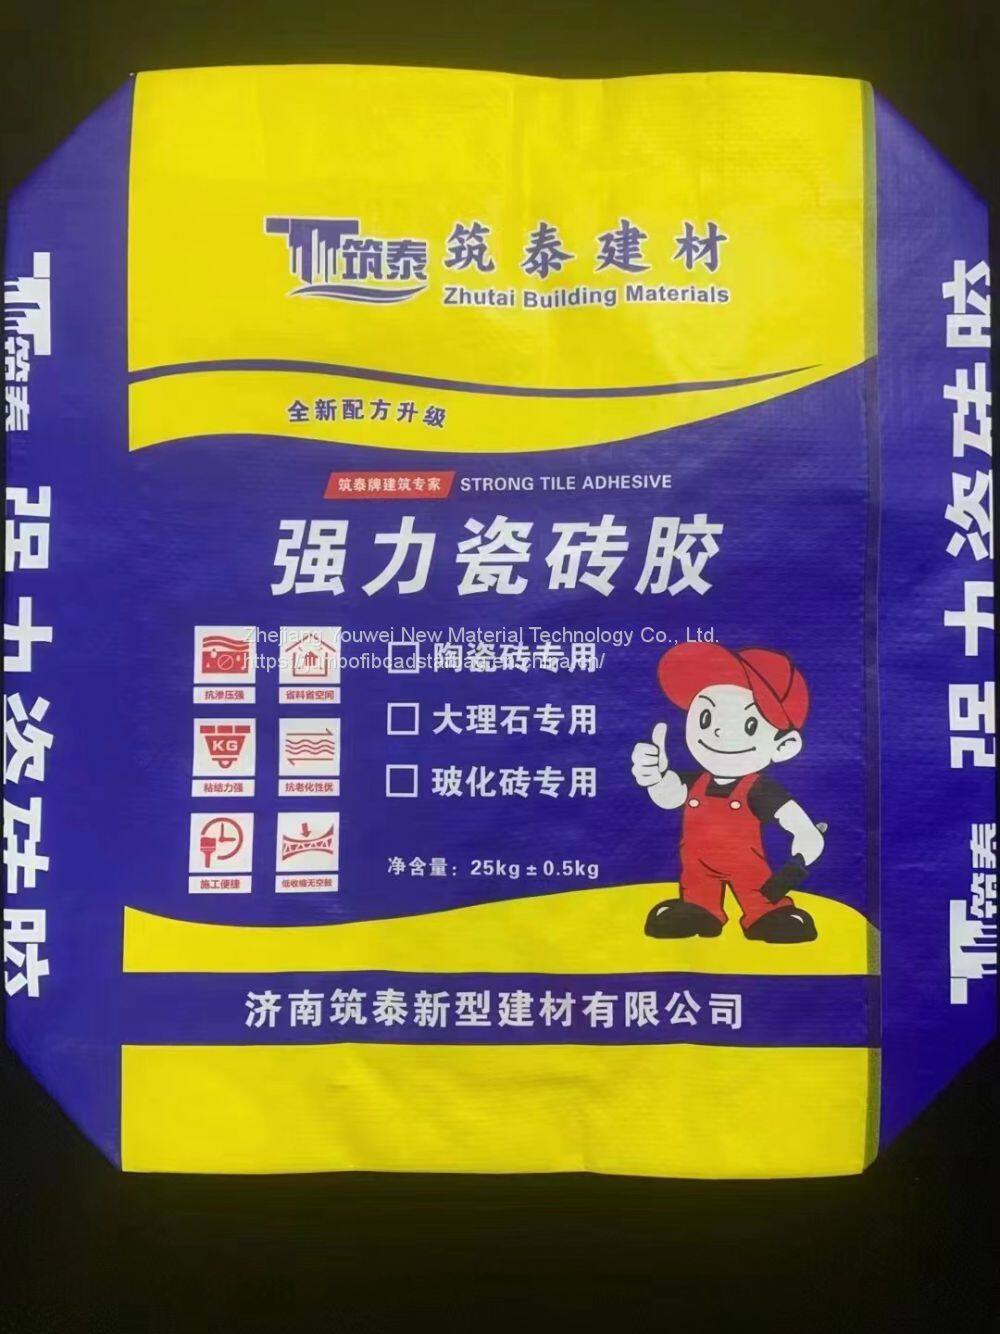 筑泰 筑泰建材
Zhutai Building Materials
全新配方升级
筑泰牌建筑专家 STRONG TILE ADHESIVE
强力瓷砖胶
Zhejiang Youwei New Material Technology Co., Ltd.
https://jumbofibcadstarbag.en.china.cn/
抗渗压强 省料省空间
KG
粘结力强 抗老化性优
施工便捷 低收缩无空鼓
陶瓷砖专用
大理石专用
玻化砖专用
净含量：25kg±0.5kg
济南筑泰新型建材有限公司
筑泰 强力瓷砖胶
筑泰 强力瓷砖胶